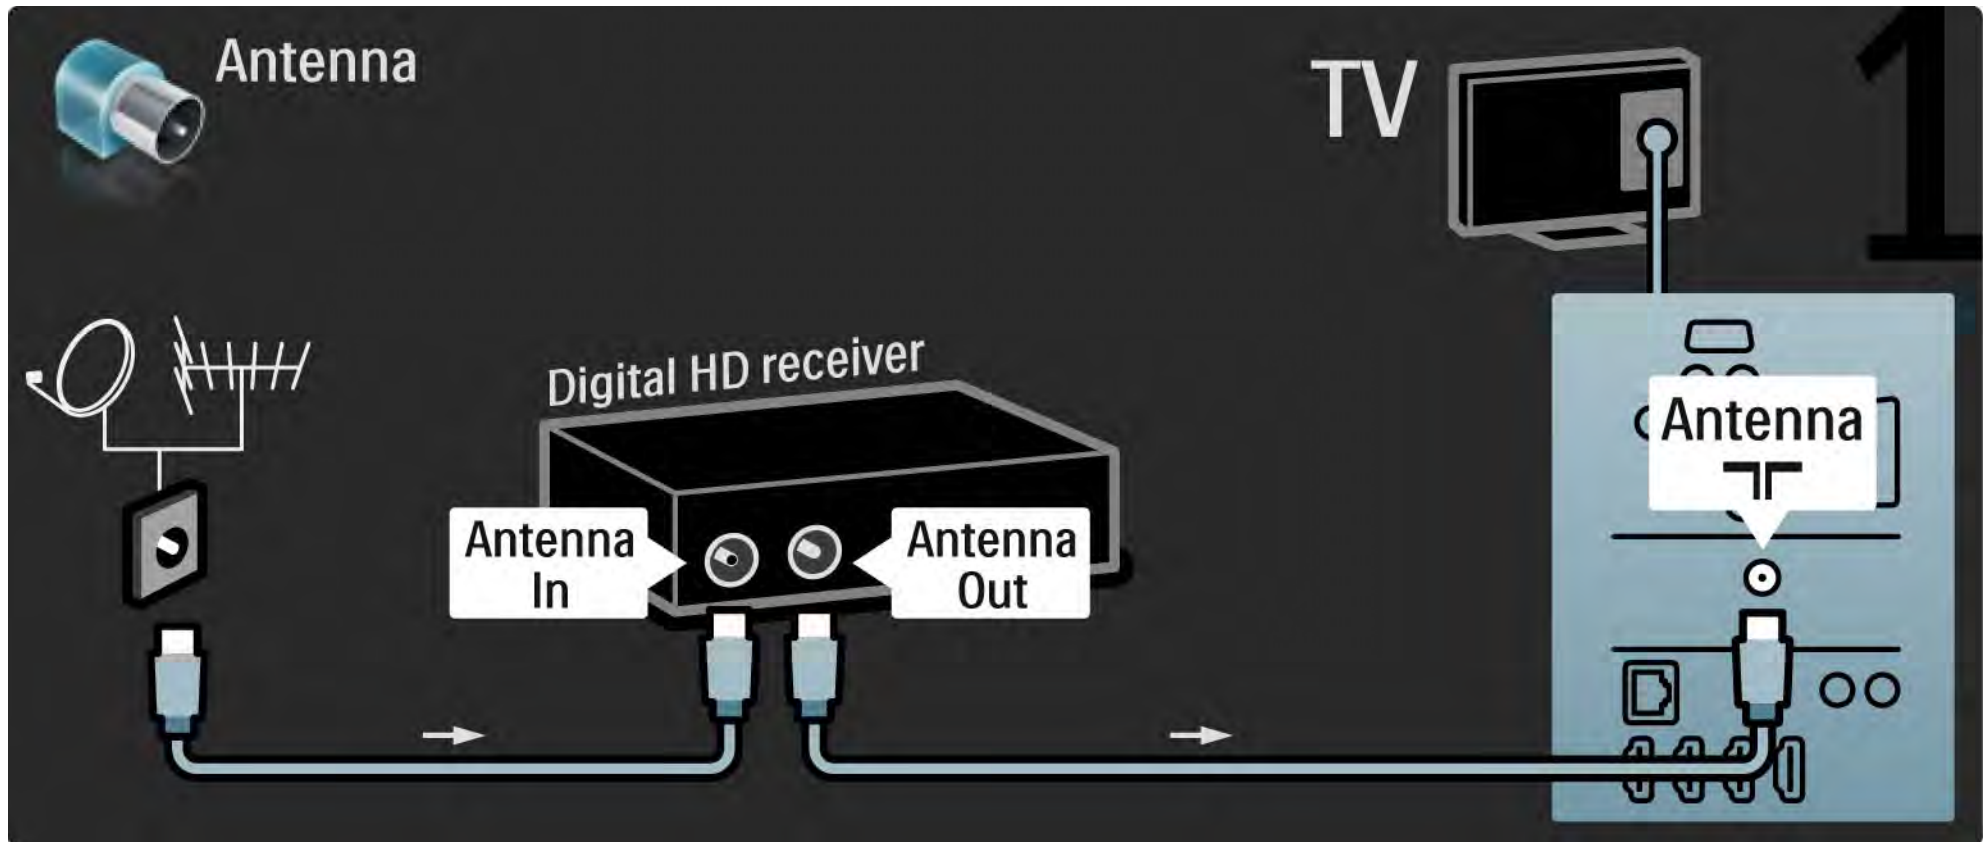 Antenna
TV
1
Digital HD receiver
Antenna
In
Antenna
Out
Antenna